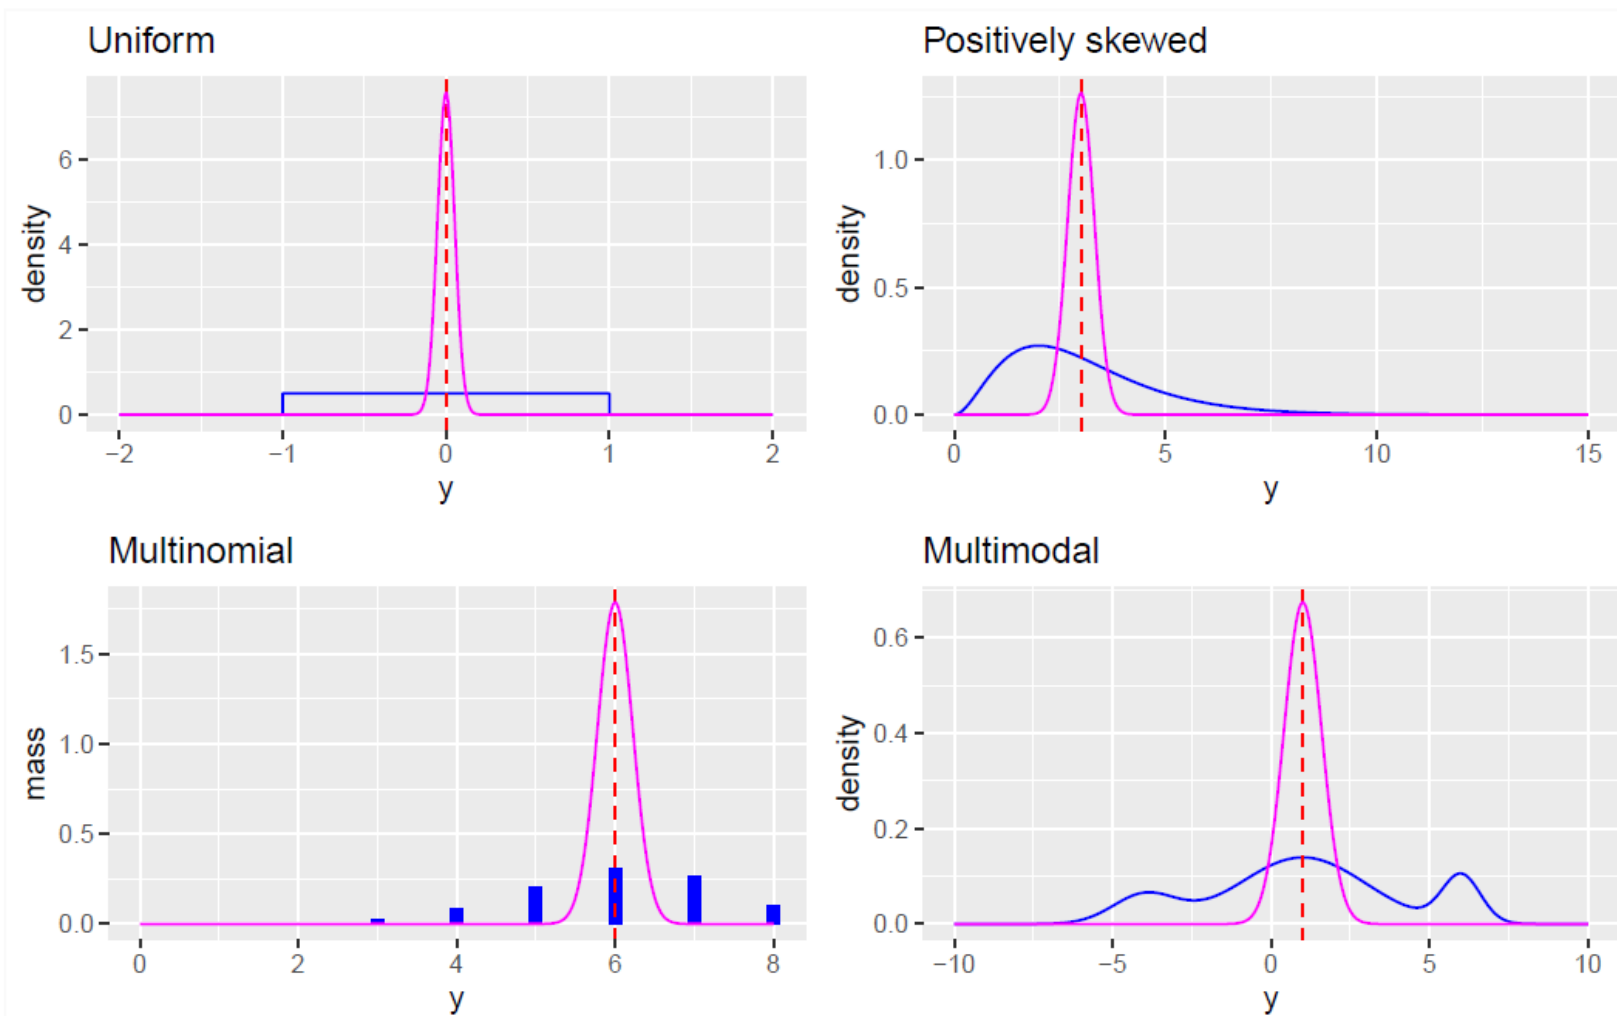 Uniform
density
6
4
2
0
−2 −1 0 1 2
y
Positively skewed
density
1.0
0.5
0.0
0 5 10 15
y
Multinomial
mass
1.5
1.0
0.5
0.0
0 2 4 6 8
y
Multimodal
density
0.6
0.4
0.2
0.0
−10 −5 0 5 10
y